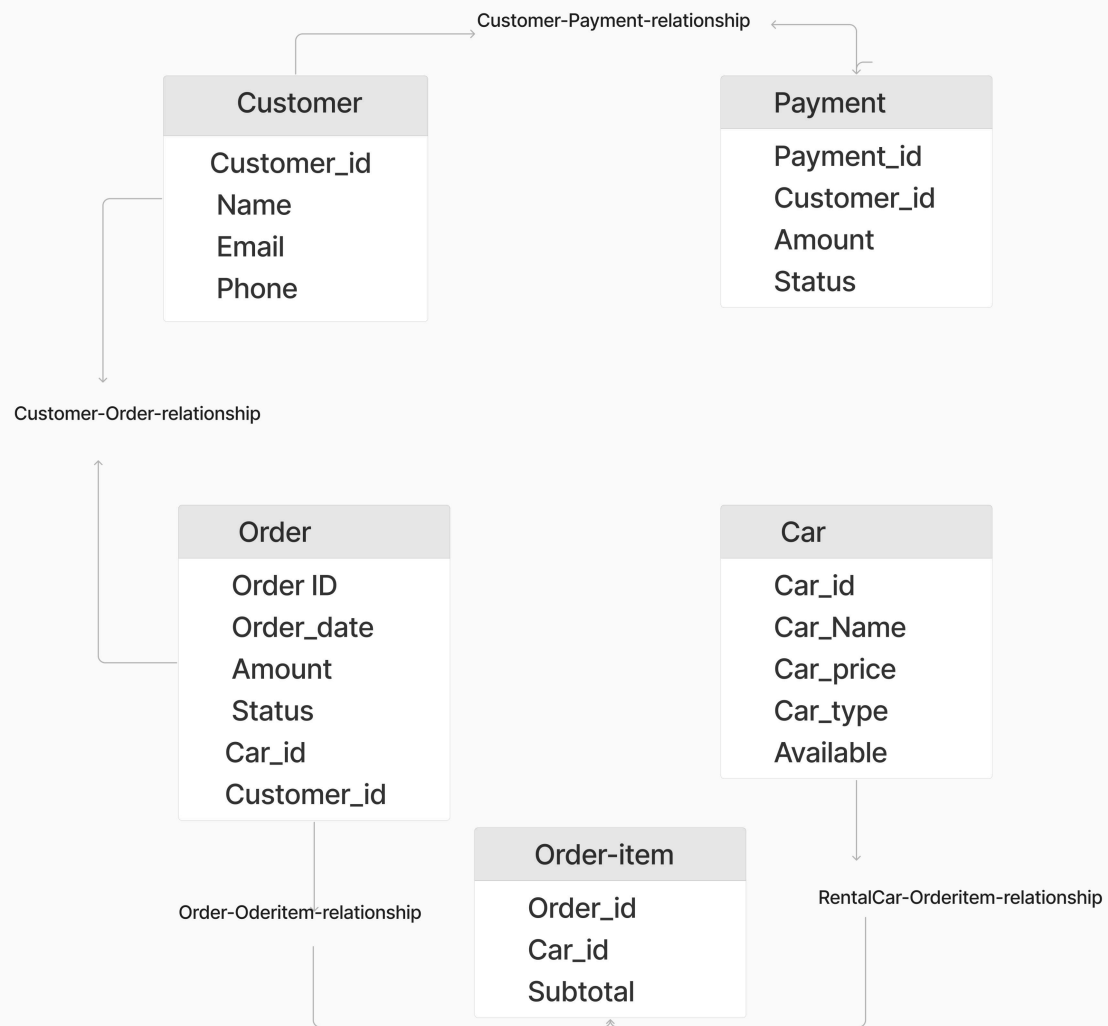 Customer-Payment-relationship
Customer
Customer_id
Name
Email
Phone
Payment
Payment_id
Customer_id
Amount
Status
Customer-Order-relationship
Order
Order ID
Order_date
Amount
Status
Car_id
Customer_id
Car
Car_id
Car_Name
Car_price
Car_type
Available
Order-item
Order_id
Car_id
Subtotal
Order-Oderitem-relationship
RentalCar-Orderitem-relationship